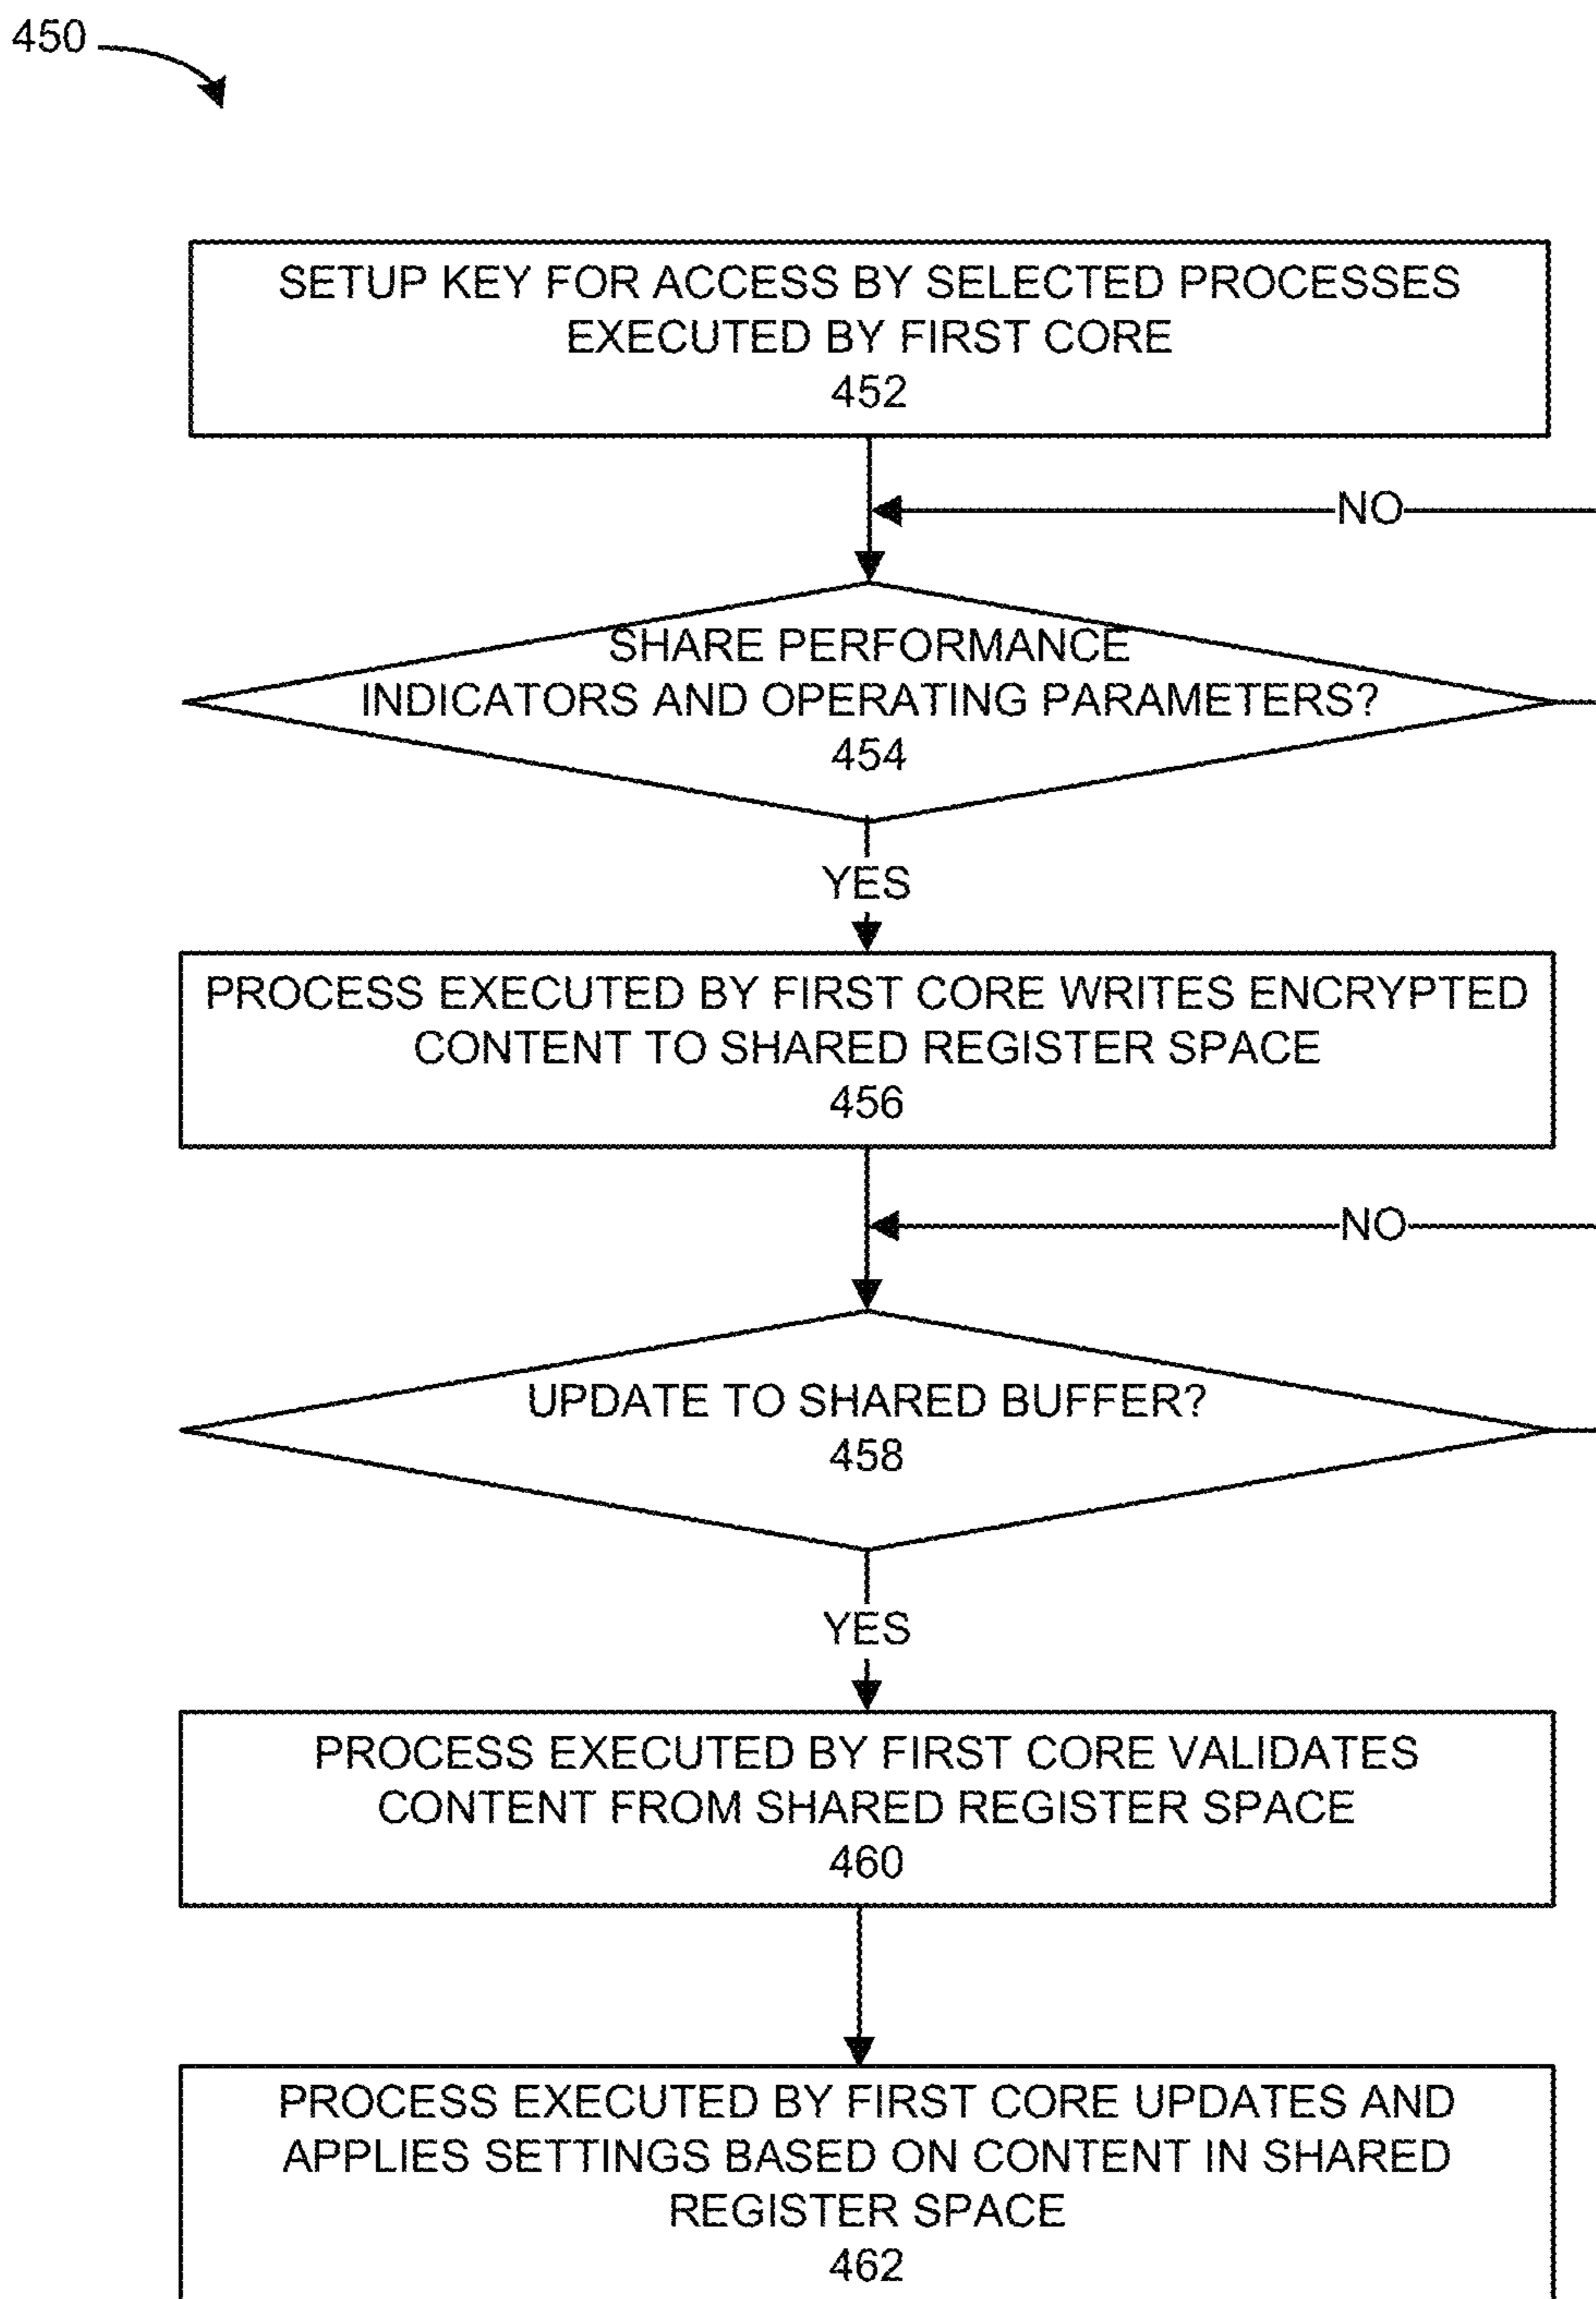 450
SETUP KEY FOR ACCESS BY SELECTED PROCESSES
EXECUTED BY FIRST CORE
452
NO
SHARE PERFORMANCE
INDICATORS AND OPERATING PARAMETERS?
454
YES
PROCESS EXECUTED BY FIRST CORE WRITES ENCRYPTED
CONTENT TO SHARED REGISTER SPACE
456
NO
UPDATE TO SHARED BUFFER?
458
YES
PROCESS EXECUTED BY FIRST CORE VALIDATES
CONTENT FROM SHARED REGISTER SPACE
460
PROCESS EXECUTED BY FIRST CORE UPDATES AND
APPLIES SETTINGS BASED ON CONTENT IN SHARED
REGISTER SPACE
462